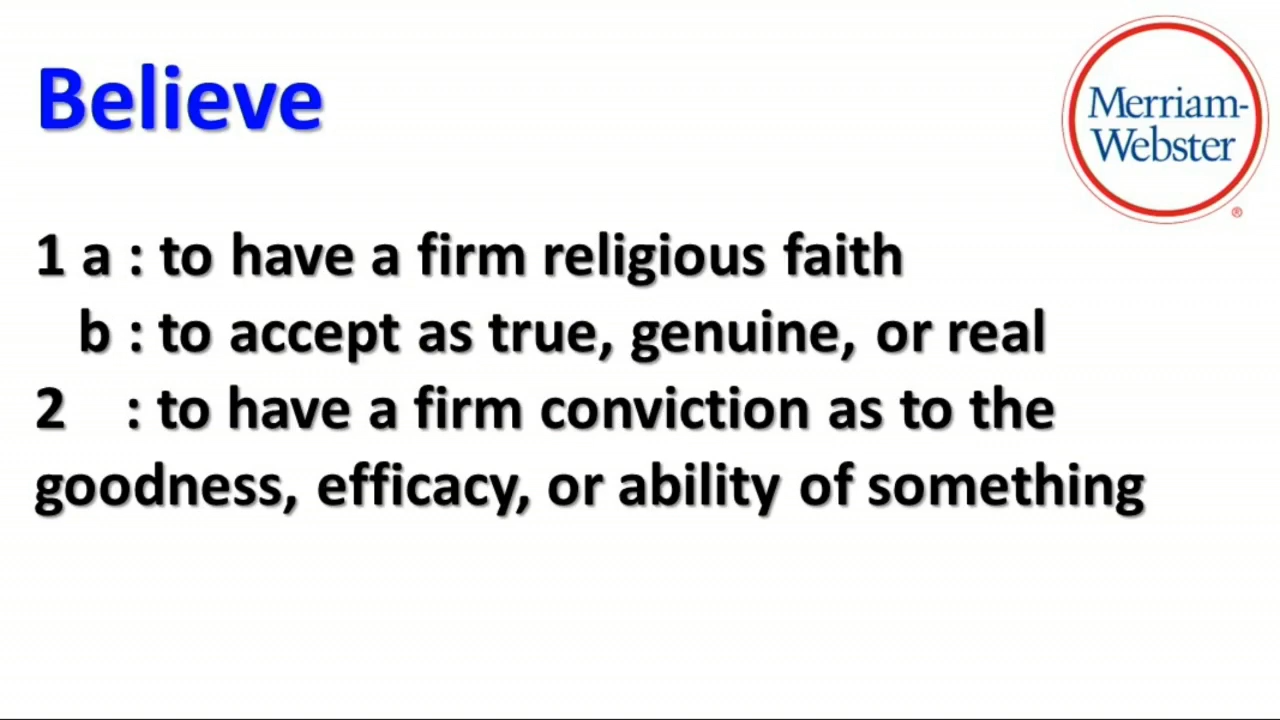 Believe
Merriam-
Webster
®
1 a : to have a firm religious faith
b : to accept as true, genuine, or real
2 : to have a firm conviction as to the
goodness, efficacy, or ability of something